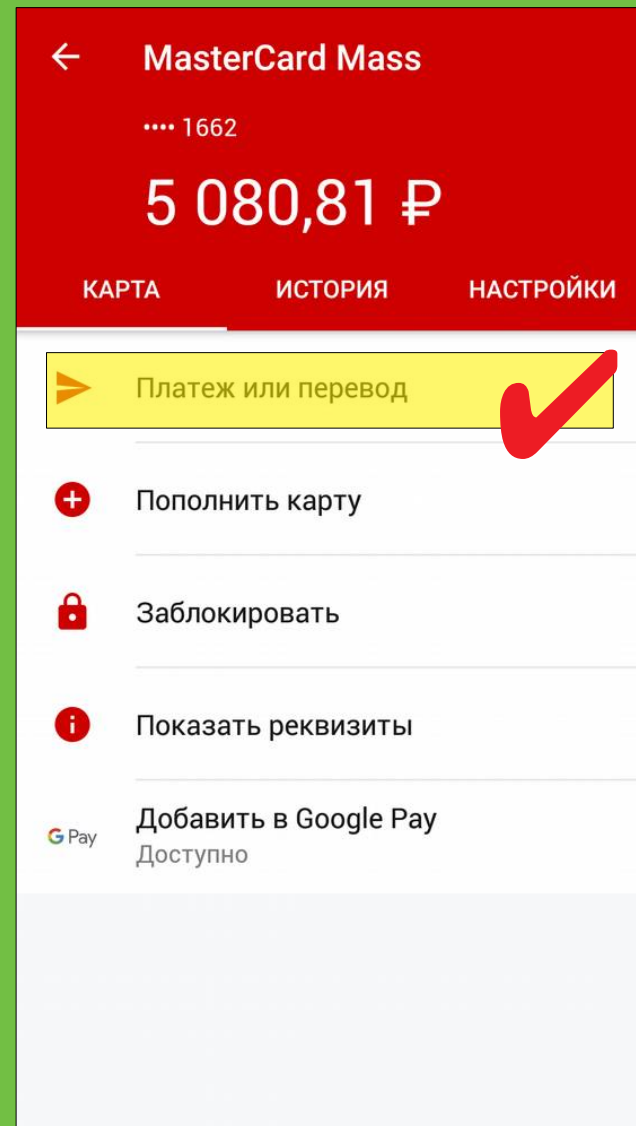 MasterCard Mass
•••• 1662
5 080,81 ₽
КАРТА ИСТОРИЯ НАСТРОЙКИ
Платеж или перевод
Пополнить карту
Заблокировать
Показать реквизиты
G Pay Добавить в Google Pay
Доступно